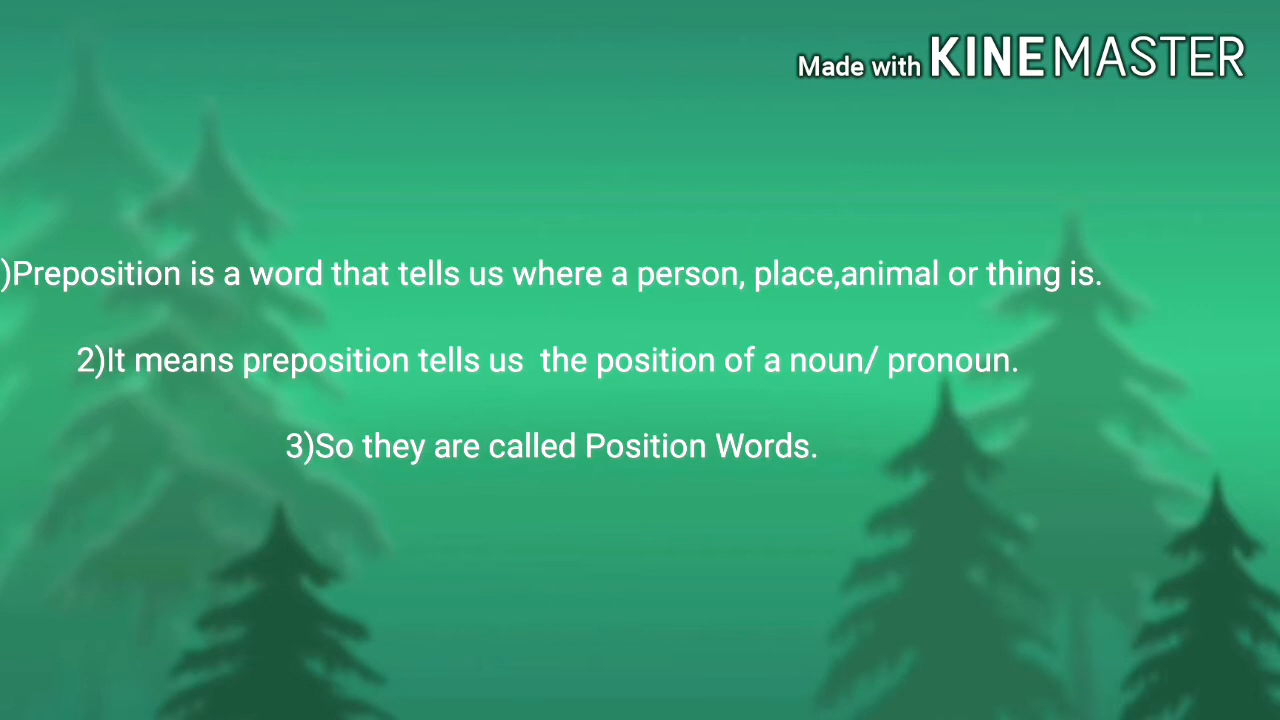 Made with KINEMASTER
)Preposition is a word that tells us where a person, place,animal or thing is.
2)It means preposition tells us the position of a noun/ pronoun.
3)So they are called Position Words.